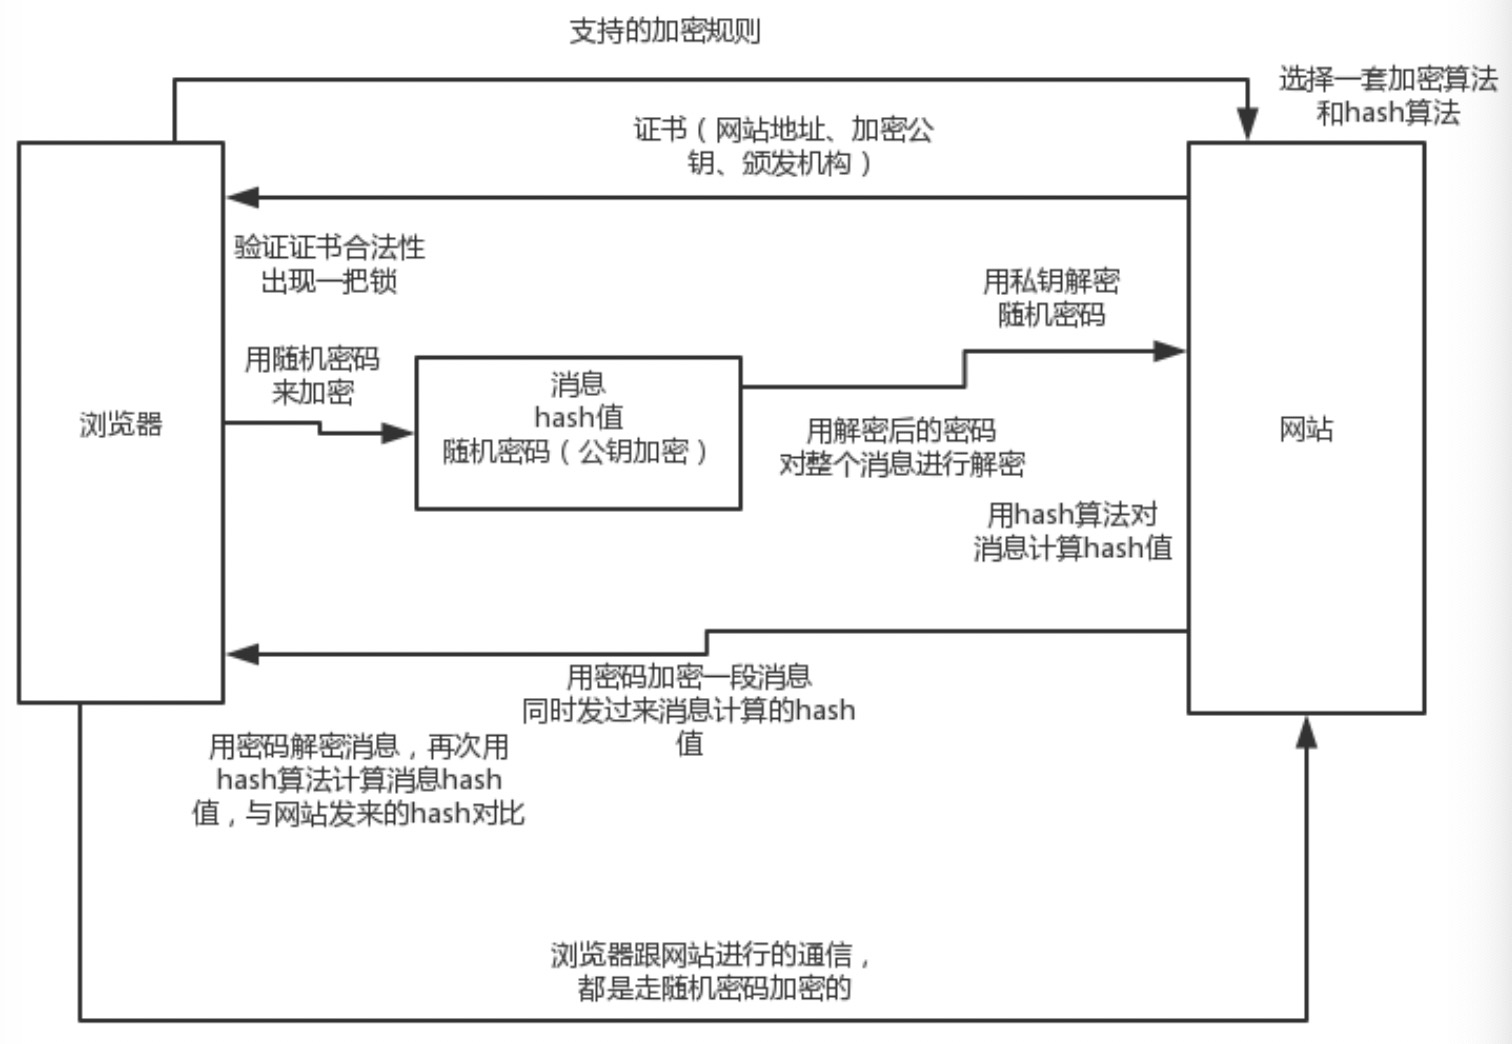 支持的加密规则
选择一套加密算法
和hash算法
证书（网站地址、加密公
钥、颁发机构）
验证证书合法性
出现一把锁
用私钥解密
随机密码
用随机密码
来加密
消息
hash值
随机密码（公钥加密）
浏览器
网站
用解密后的密码
对整个消息进行解密
用hash算法对
消息计算hash值
用密码加密一段消息
同时发过来消息计算的hash
值
用密码解密消息，再次用
hash算法计算消息hash
值，与网站发来的hash对比
浏览器跟网站进行的通信，
都是走随机密码加密的